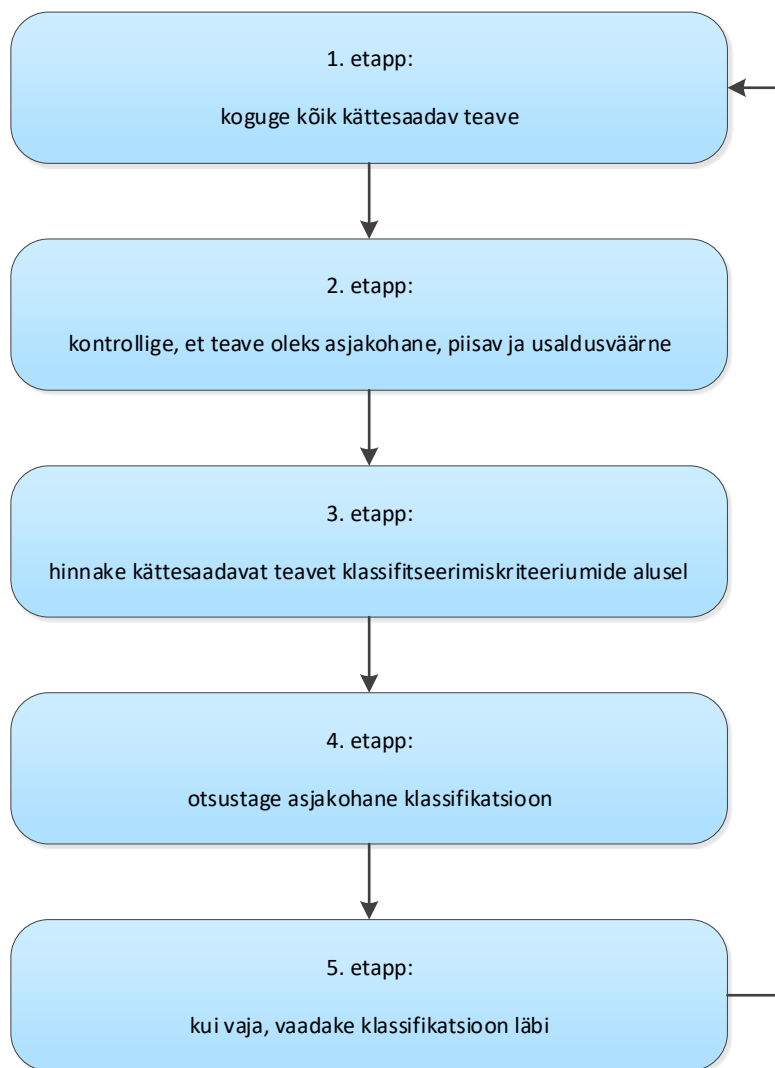 1. etapp:
koguge kõik kättesaadav teave
2. etapp:
kontrollige, et teave oleks asjakohane, piisav ja usaldusväärne
3. etapp:
hinnake kättesaadavat teavet klassifitseerimiskriteeriumide alusel
4. etapp:
otsustage asjakohane klassifikatsioon
5. etapp:
kui vaja, vaadake klassifikatsioon läbi